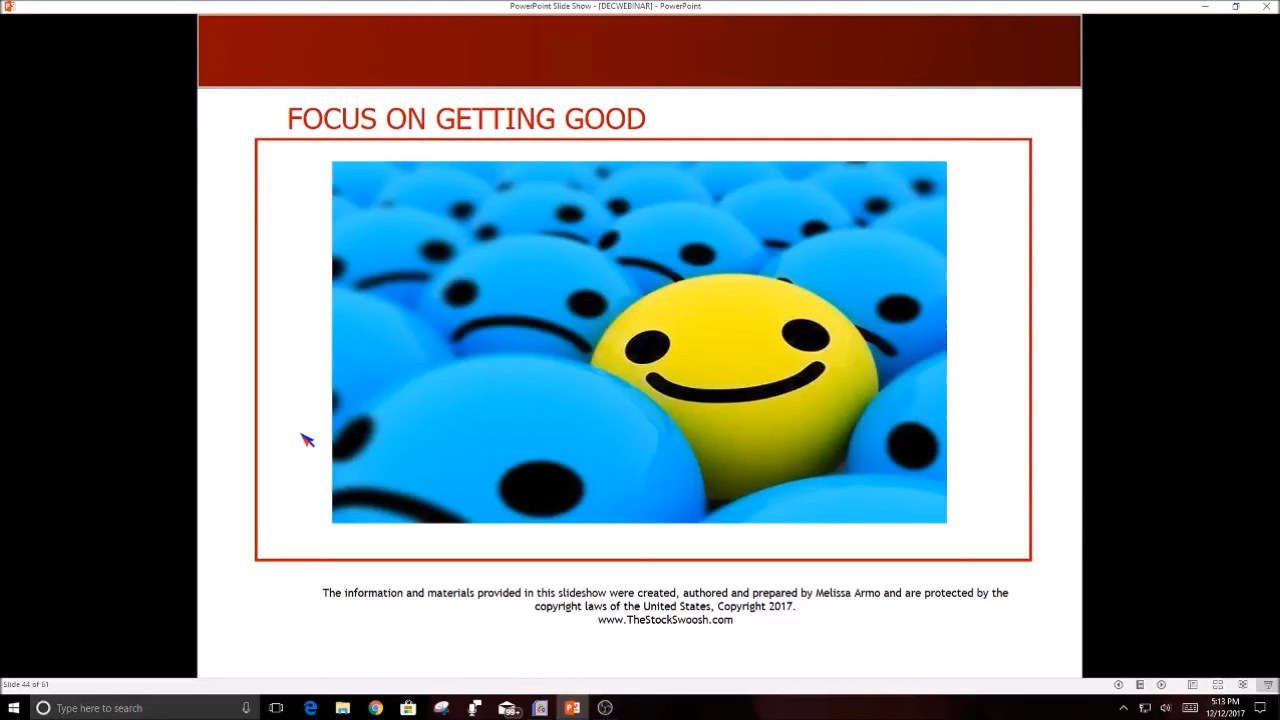 PowerPoint Slide Show - [DECWEBINAR] - PowerPoint
FOCUS ON GETTING GOOD
The information and materials provided in this slideshow were created, authored and prepared by Melissa Armo and are protected by the
copyright laws of the United States, Copyright 2017.
www.TheStockSwoosh.com
Slide 44 of 61
Type here to search
5:13 PM
12/12/2017